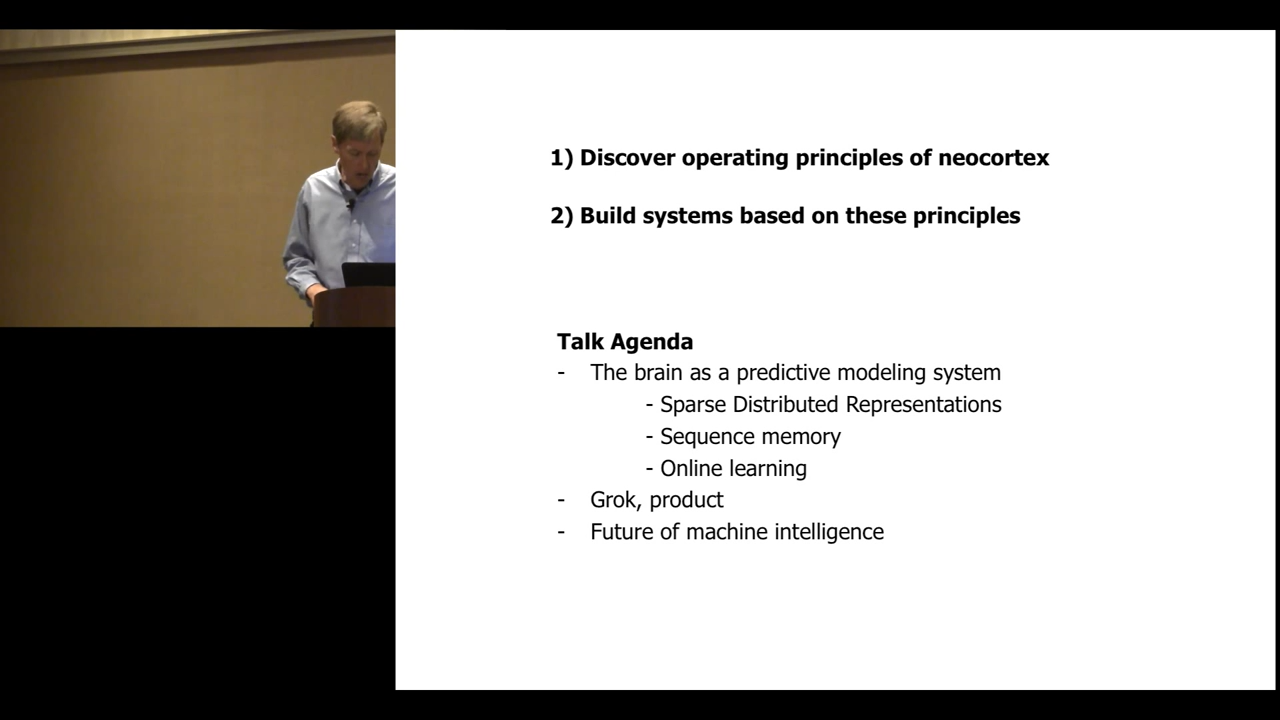 1) Discover operating principles of neocortex
2) Build systems based on these principles
Talk Agenda
- The brain as a predictive modeling system
- Sparse Distributed Representations
- Sequence memory
- Online learning
- Grok, product
- Future of machine intelligence